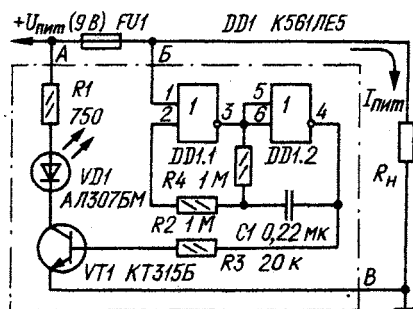 +Uпит (9 В) FU1 DD1 К561ЛЕ5
А Б
R1
750
Iпит
1 1 3 5 1 4
2 6
DD1.1 DD1.2
Rн
VD1
АЛ307БМ
R4 1 М
R2 1 М
C1 0,22 мк
R3
20 к
В
VT1 КТ315Б